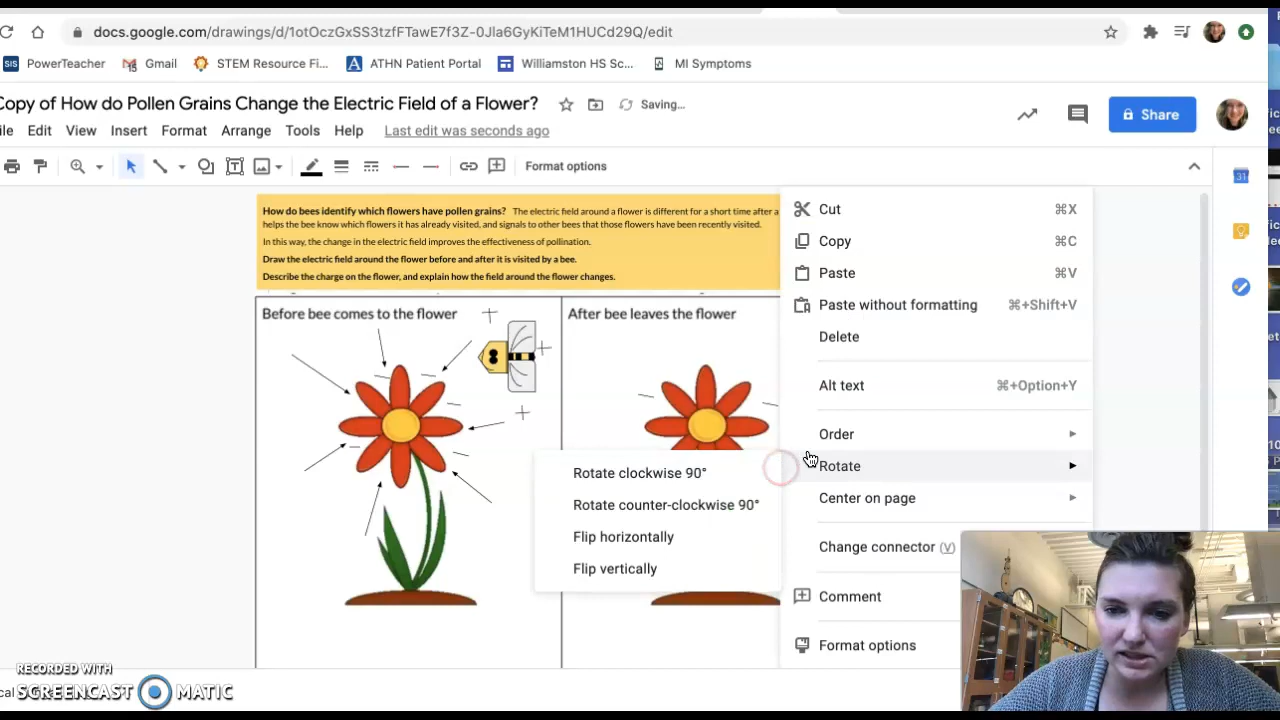 docs.google.com/drawings/d/1otOczGxSS3tzfFTawE7f3Z-0Jla6GyKiTeM1HUCd29Q/edit
SIS PowerTeacher Gmail STEM Resource Fi... A ATHN Patient Portal Williamston HS Sc... MI Symptoms
Copy of How do Pollen Grains Change the Electric Field of a Flower? Saving...
ile Edit View Insert Format Arrange Tools Help Last edit was seconds ago
Share
Format options
31
How do bees identify which flowers have pollen grains? The electric field around a flower is different for a short time after a
helps the bee know which flowers it has already visited, and signals to other bees that those flowers have been recently visited.
In this way, the change in the electric field improves the effectiveness of pollination.
Draw the electric field around the flower before and after it is visited by a bee.
Describe the charge on the flower, and explain how the field around the flower changes.
Before bee comes to the flower
After bee leaves the flower
Cut ⌘X
Copy ⌘C
Paste ⌘V
Paste without formatting ⌘+Shift+V
Delete
Alt text ⌘+Option+Y
Order
Rotate
Center on page
Change connector (V)
Comment
Format options
Rotate clockwise 90°
Rotate counter-clockwise 90°
Flip horizontally
Flip vertically
RECORDED WITH
SCREENCAST MATIC